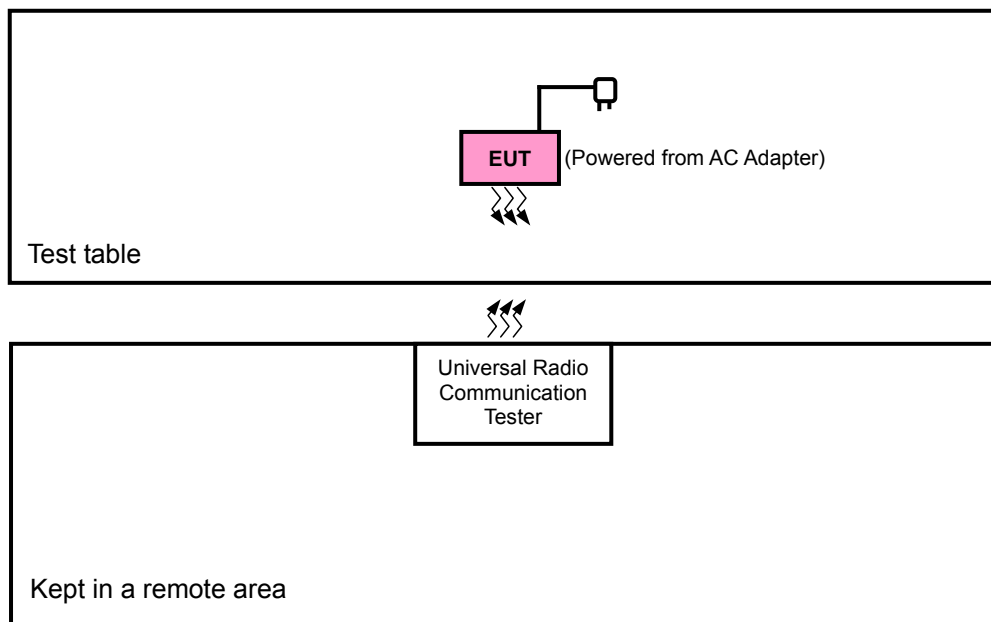 EUT
(Powered from AC Adapter)
Test table
Universal Radio
Communication
Tester
Kept in a remote area